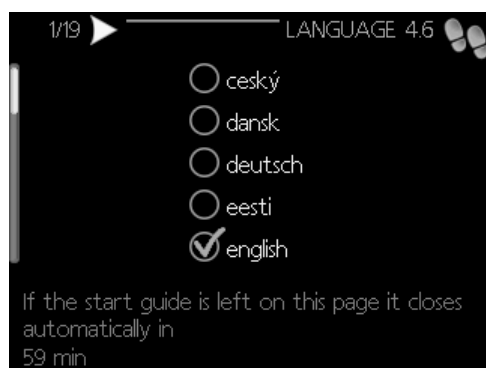 1/19 LANGUAGE 4.6
ceský
dansk
deutsch
eesti
english
If the start guide is left on this page it closes
automatically in
59 min